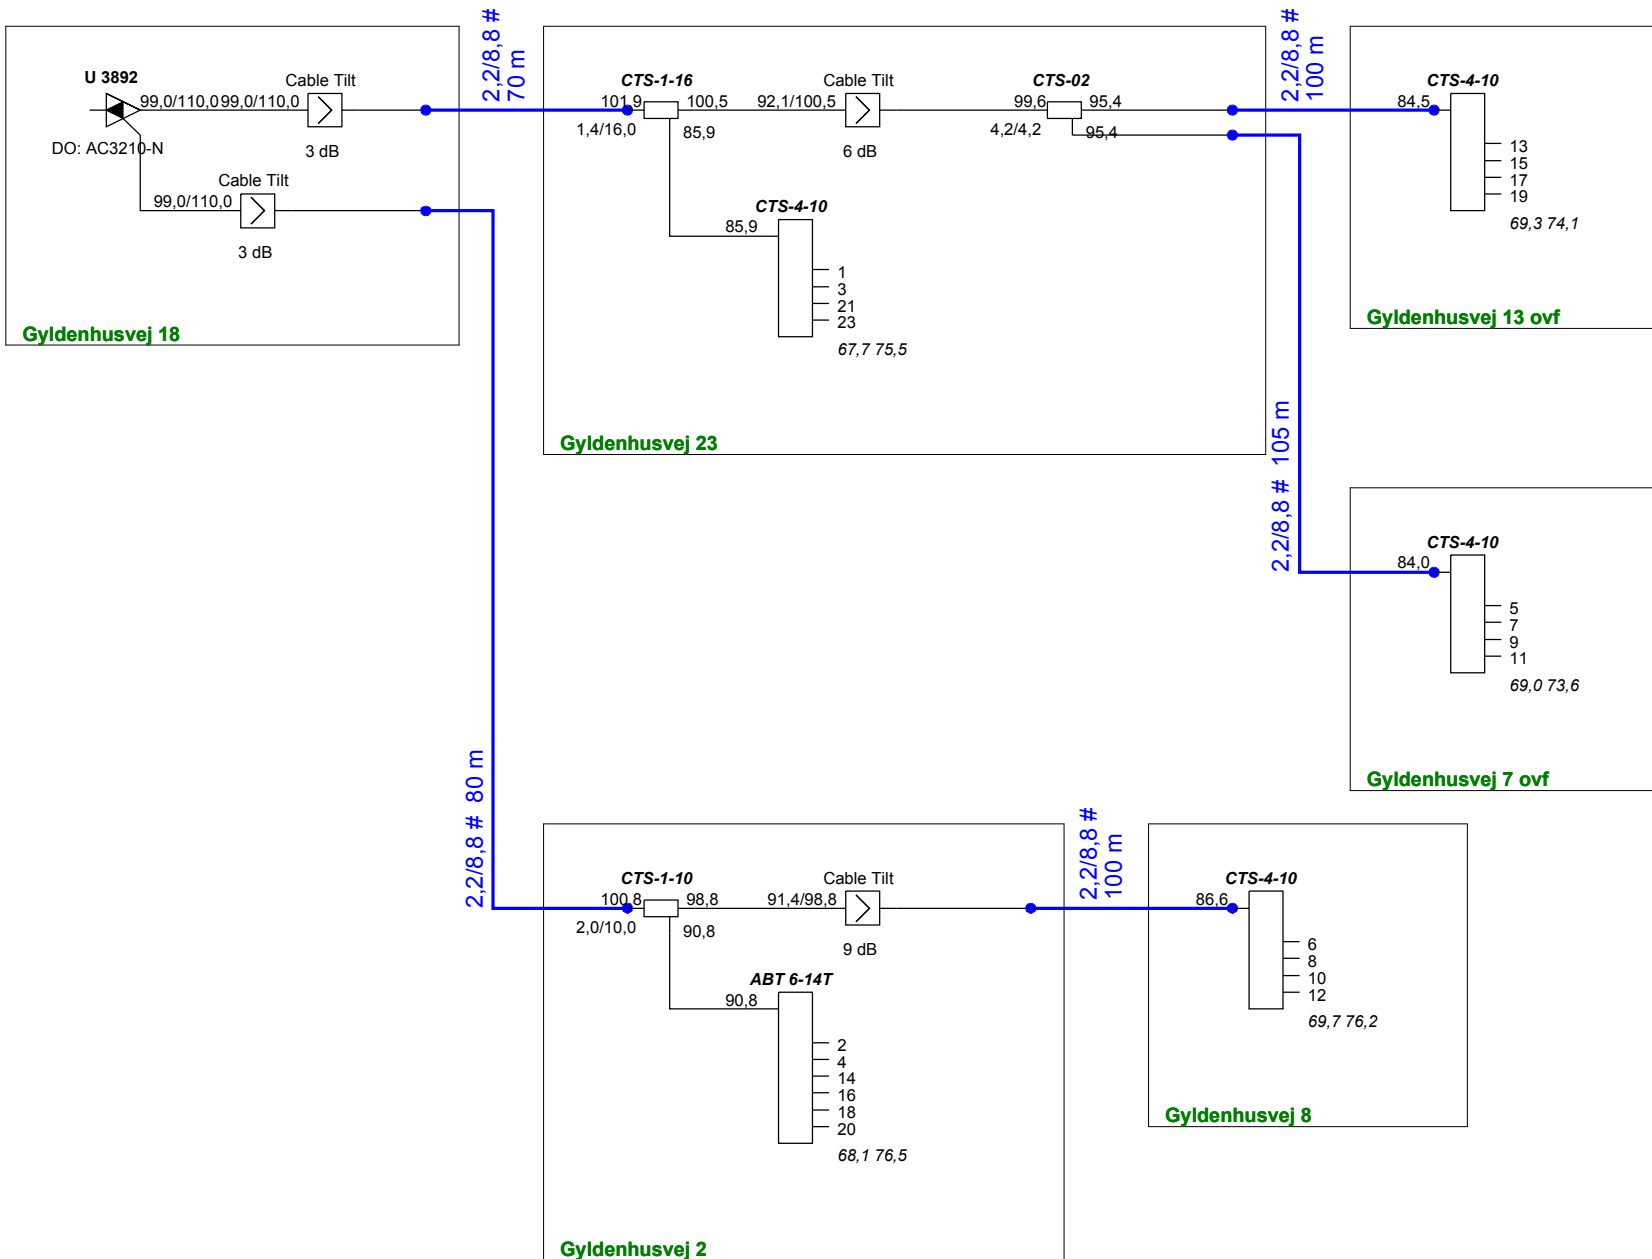 U 3892
99,0/110,0
99,0/110,0
Cable Tilt
3 dB
DO: AC3210-N
Cable Tilt
99,0/110,0
3 dB
Gyldenhusvej 18
2,2/8,8 #
70 m
CTS-1-16
101,9
100,5
1,4/16,0
85,9
92,1/100,5
Cable Tilt
6 dB
CTS-02
99,6
95,4
4,2/4,2
95,4
CTS-4-10
85,9
1
3
21
23
67,7 75,5
Gyldenhusvej 23
2,2/8,8 #
100 m
CTS-4-10
84,5
13
15
17
19
69,3 74,1
Gyldenhusvej 13 ovf
2,2/8,8 # 105 m
CTS-4-10
84,0
5
7
9
11
69,0 73,6
Gyldenhusvej 7 ovf
2,2/8,8 # 80 m
CTS-1-10
100,8
98,8
2,0/10,0
90,8
91,4/98,8
Cable Tilt
9 dB
ABT 6-14T
90,8
2
4
14
16
18
20
68,1 76,5
Gyldenhusvej 2
2,2/8,8 #
100 m
CTS-4-10
86,6
6
8
10
12
69,7 76,2
Gyldenhusvej 8